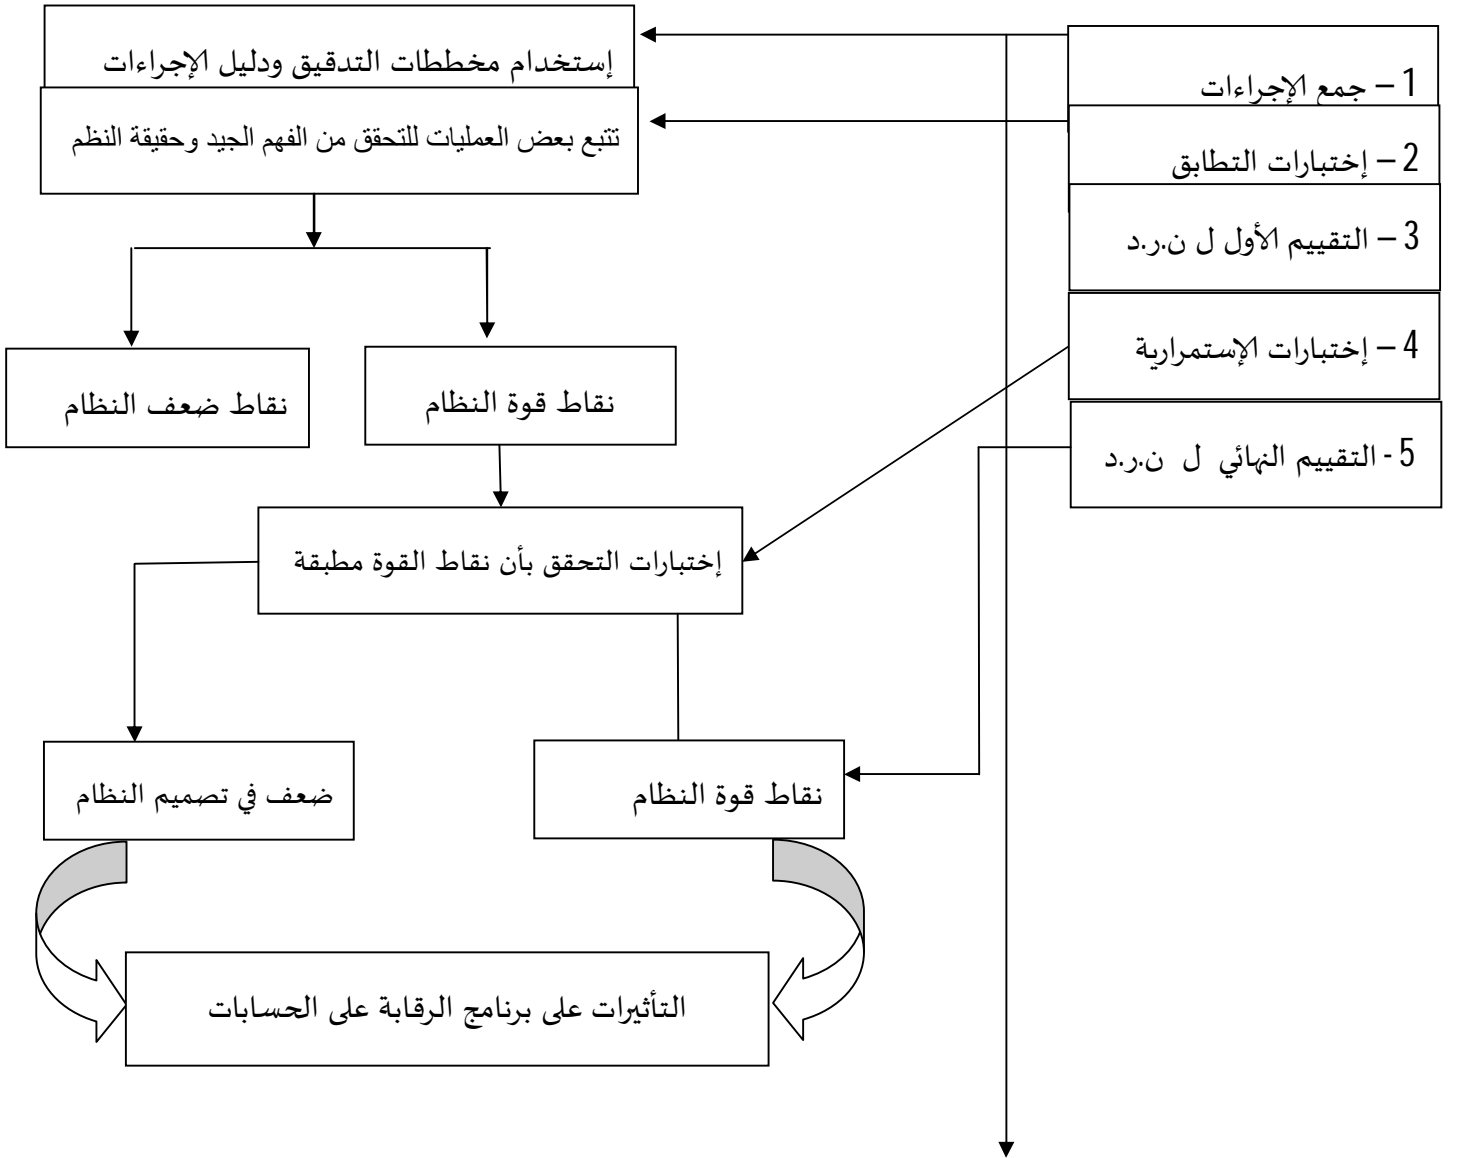 1 – جمع الإجراءات
إستخدام مخططات التدقيق ودليل الإجراءات
2 – إختبارات التطابق
تتبع بعض العمليات للتحقق من الفهم الجيد وحقيقة النظم
3 – التقييم الأول ل ن.ر.د
4 – إختبارات الإستمرارية
نقاط قوة النظام
نقاط ضعف النظام
5 - التقييم النهائي ل ن.ر.د
إختبارات التحقق بأن نقاط القوة مطبقة
نقاط قوة النظام
ضعف في تصميم النظام
التأثيرات على برنامج الرقابة على الحسابات